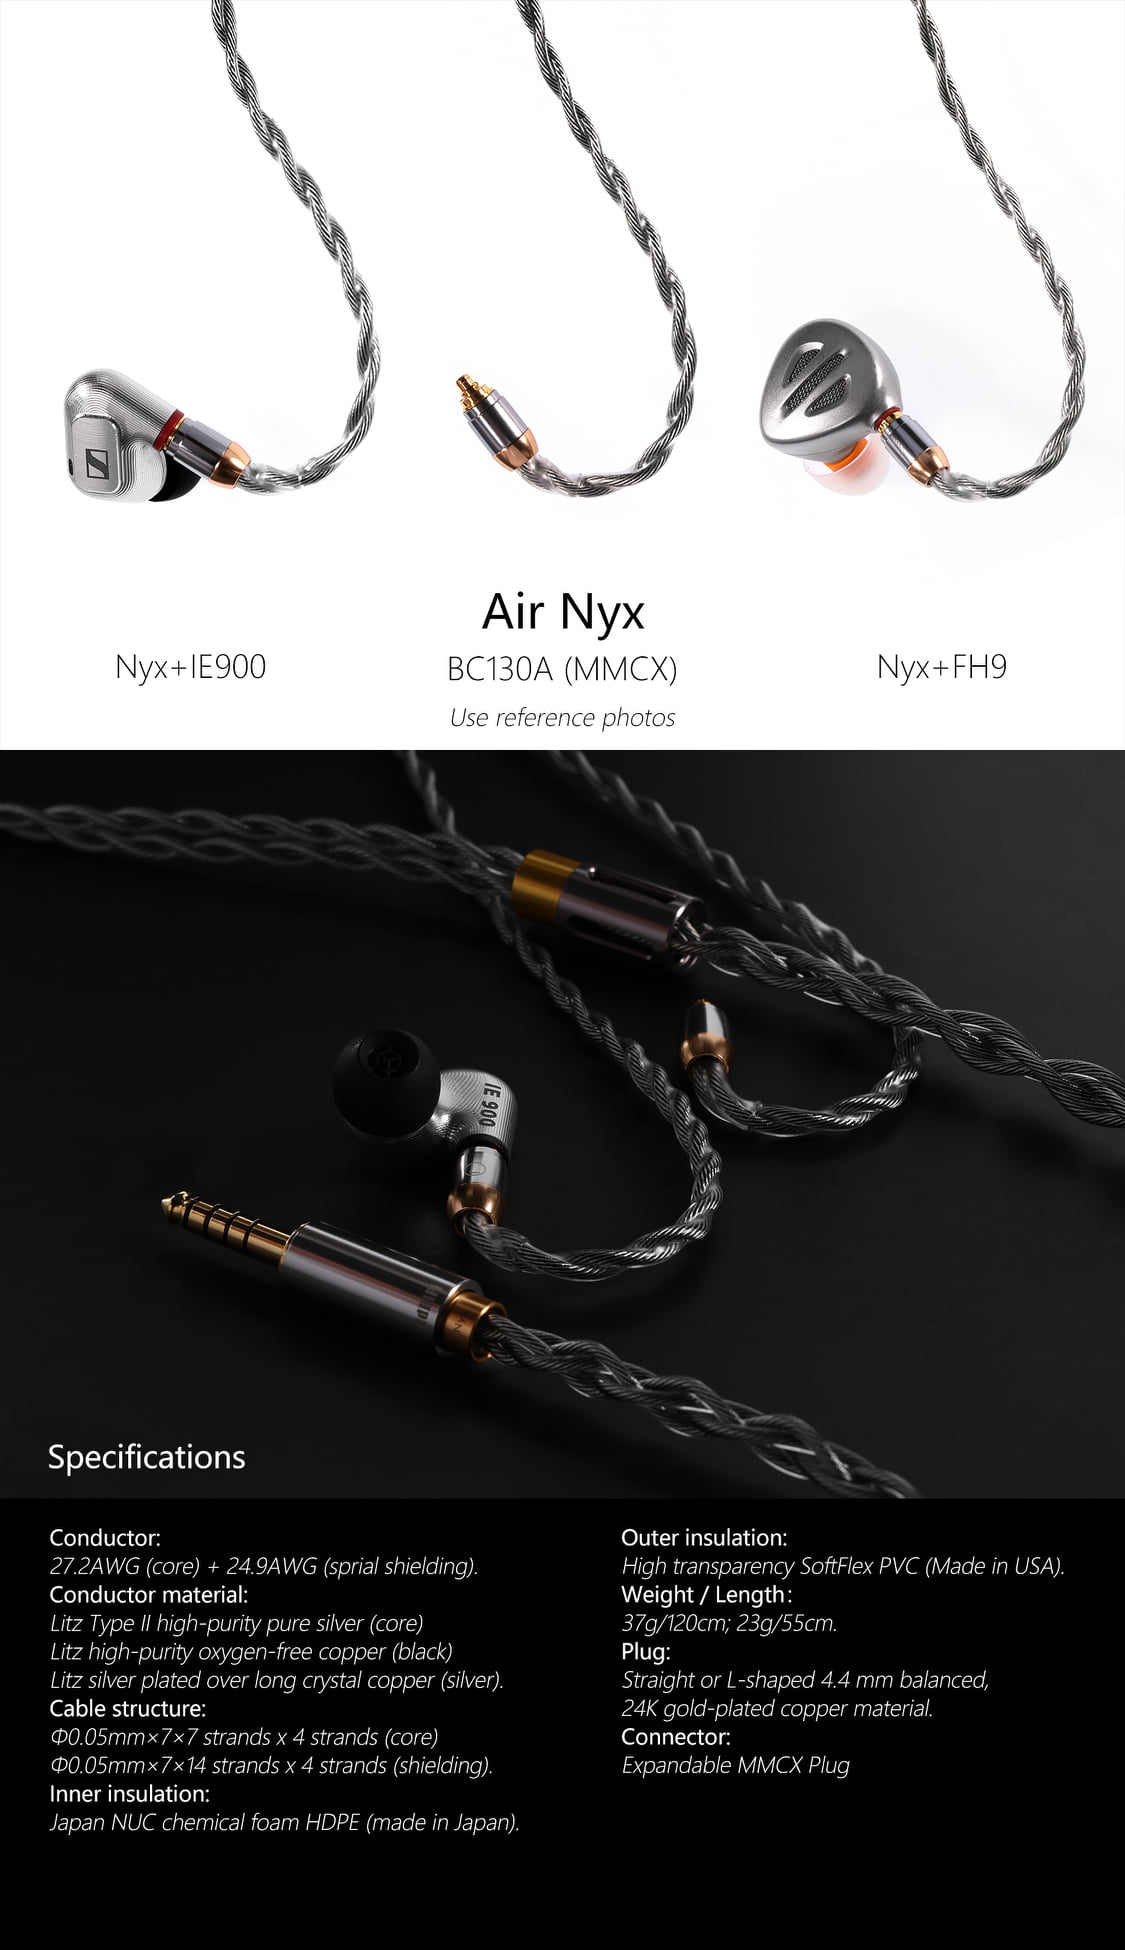 Air Nyx
Nyx+IE900
BC130A (MMCX)
Nyx+FH9
Use reference photos
IE 900
Specifications
Conductor:
27.2AWG (core) + 24.9AWG (sprial shielding).
Conductor material:
Litz Type II high-purity pure silver (core)
Litz high-purity oxygen-free copper (black)
Litz silver plated over long crystal copper (silver).
Cable structure:
Φ0.05mm×7×7 strands x 4 strands (core)
Φ0.05mm×7×14 strands x 4 strands (shielding).
Inner insulation:
Japan NUC chemical foam HDPE (made in Japan).
Outer insulation:
High transparency SoftFlex PVC (Made in USA).
Weight / Length:
37g/120cm; 23g/55cm.
Plug:
Straight or L-shaped 4.4 mm balanced,
24K gold-plated copper material.
Connector:
Expandable MMCX Plug